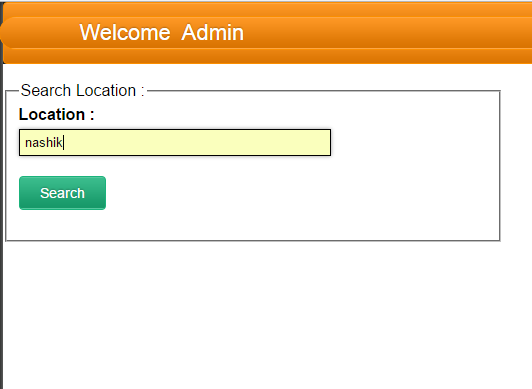 Welcome Admin
Search Location :
Location :
nashik
Search